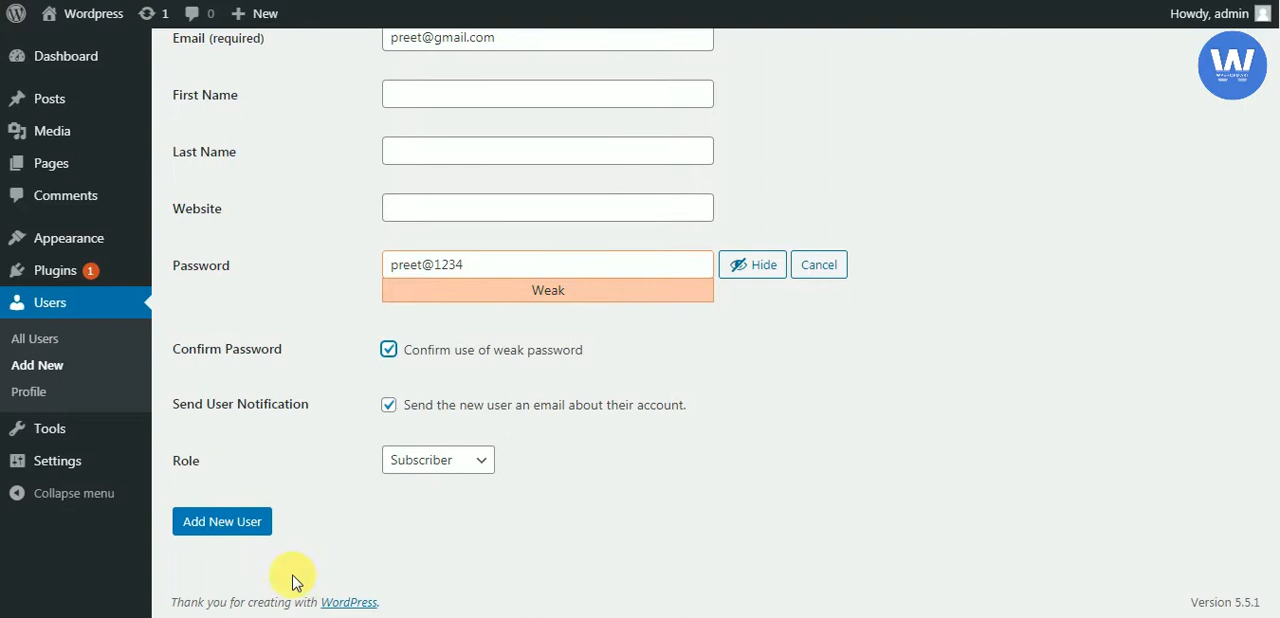 Wordpress 1 0 New Howdy, admin
Dashboard
Posts
Media
Pages
Comments
Appearance
Plugins 1
Users
All Users
Add New
Profile
Tools
Settings
Collapse menu
Email (required) preet@gmail.com
First Name
Last Name
Website
Password preet@1234 Hide Cancel
Weak
Confirm Password Confirm use of weak password
Send User Notification Send the new user an email about their account.
Role Subscriber
Add New User
Thank you for creating with WordPress. Version 5.5.1
W